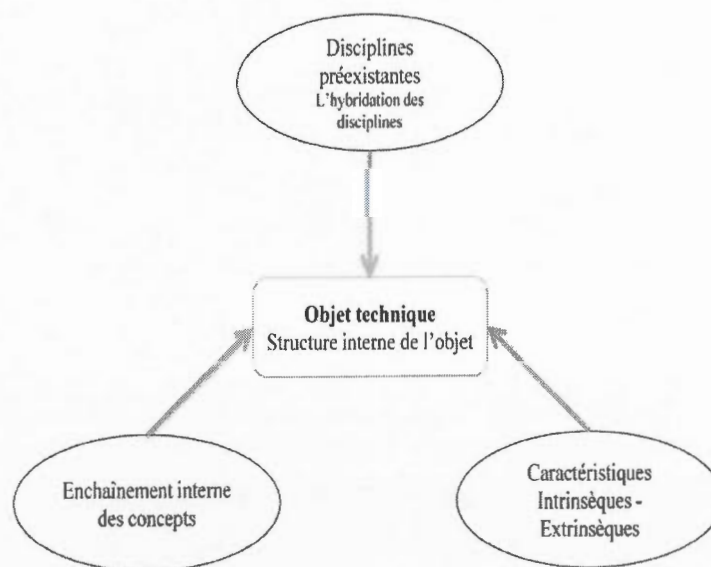 Disciplines
préexistantes
L'hybridation des
disciplines
Objet technique
Structure interne de l'objet
Enchaînement interne
des concepts
Caractéristiques
Intrinsèques -
Extrinsèques